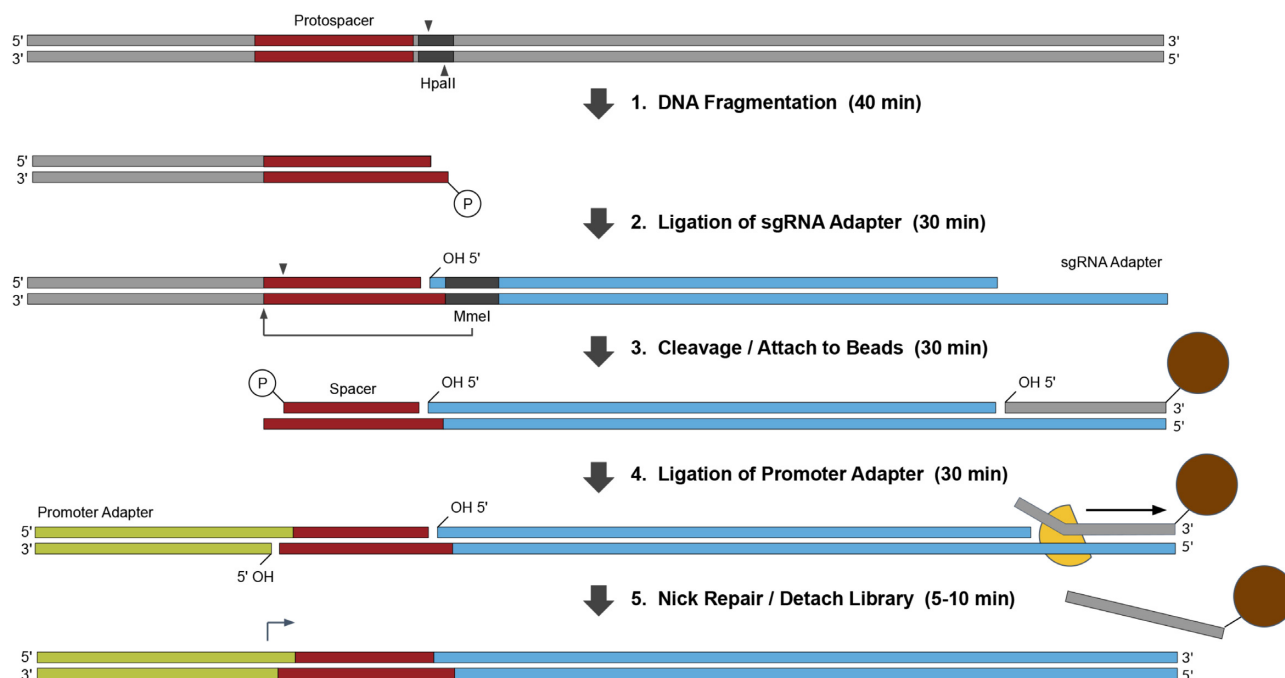 Protospacer
5' 3'
3' 5'
HpaII
1. DNA Fragmentation (40 min)
5'
3'
P
2. Ligation of sgRNA Adapter (30 min)
OH 5'
sgRNA Adapter
5'
3'
MmeI
3. Cleavage / Attach to Beads (30 min)
P
Spacer
OH 5'
OH 5'
3'
5'
4. Ligation of Promoter Adapter (30 min)
Promoter Adapter
OH 5'
5' 3'
3' 5'
5' OH
5. Nick Repair / Detach Library (5-10 min)
5' 3'
3' 5'